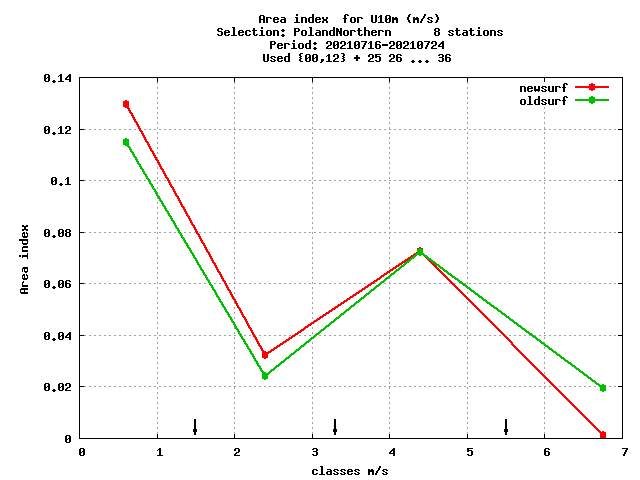 Area index  for U10m (m/s)
Selection: PolandNorthern      8 stations
Period: 20210716-20210724
Used {00,12} + 25 26 ... 36
0.14
newsurf
oldsurf
0.12
0.1
0.08
Area index
0.06
0.04
0.02
0
0 1 2 3 4 5 6 7
classes m/s